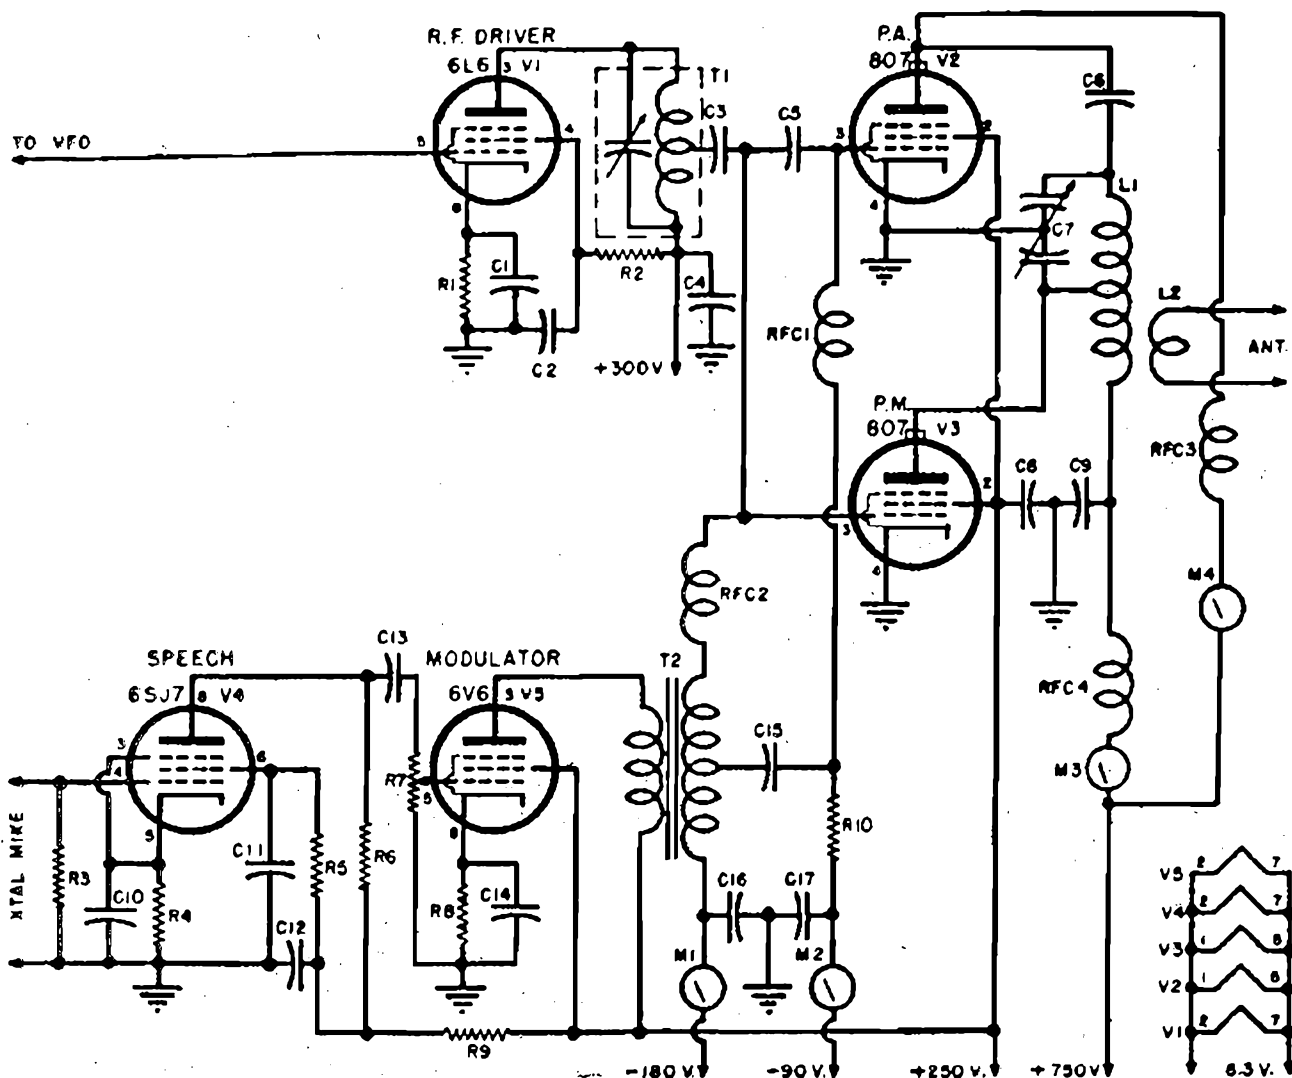 R.F. DRIVER
6L6 3 V1
P.A.
807 V2
T1
C3
C5
C6
TO VFO
5
4
3
2
8
4
L1
C7
R1
C1
R2
C4
C2
+300V
RFC1
L2
ANT.
P.M.
807 V3
RFC3
C8
C9
2
3
4
M4
RFC2
RFC4
M3
SPEECH
6SJ7 8 V4
C13
MODULATOR
6V6 3 V5
T2
C15
3
4
6
5
R7
5
8
XTAL MIKE
R3
C10
R4
C11
R5
R6
R8
C14
C12
R10
C16
C17
M1
M2
R9
V5 2 7
V4 2 7
V3 1 6
V2 1 6
V1 2 7
-180 V.
-90 V.
+250 V.
+750 V.
6.3 V.